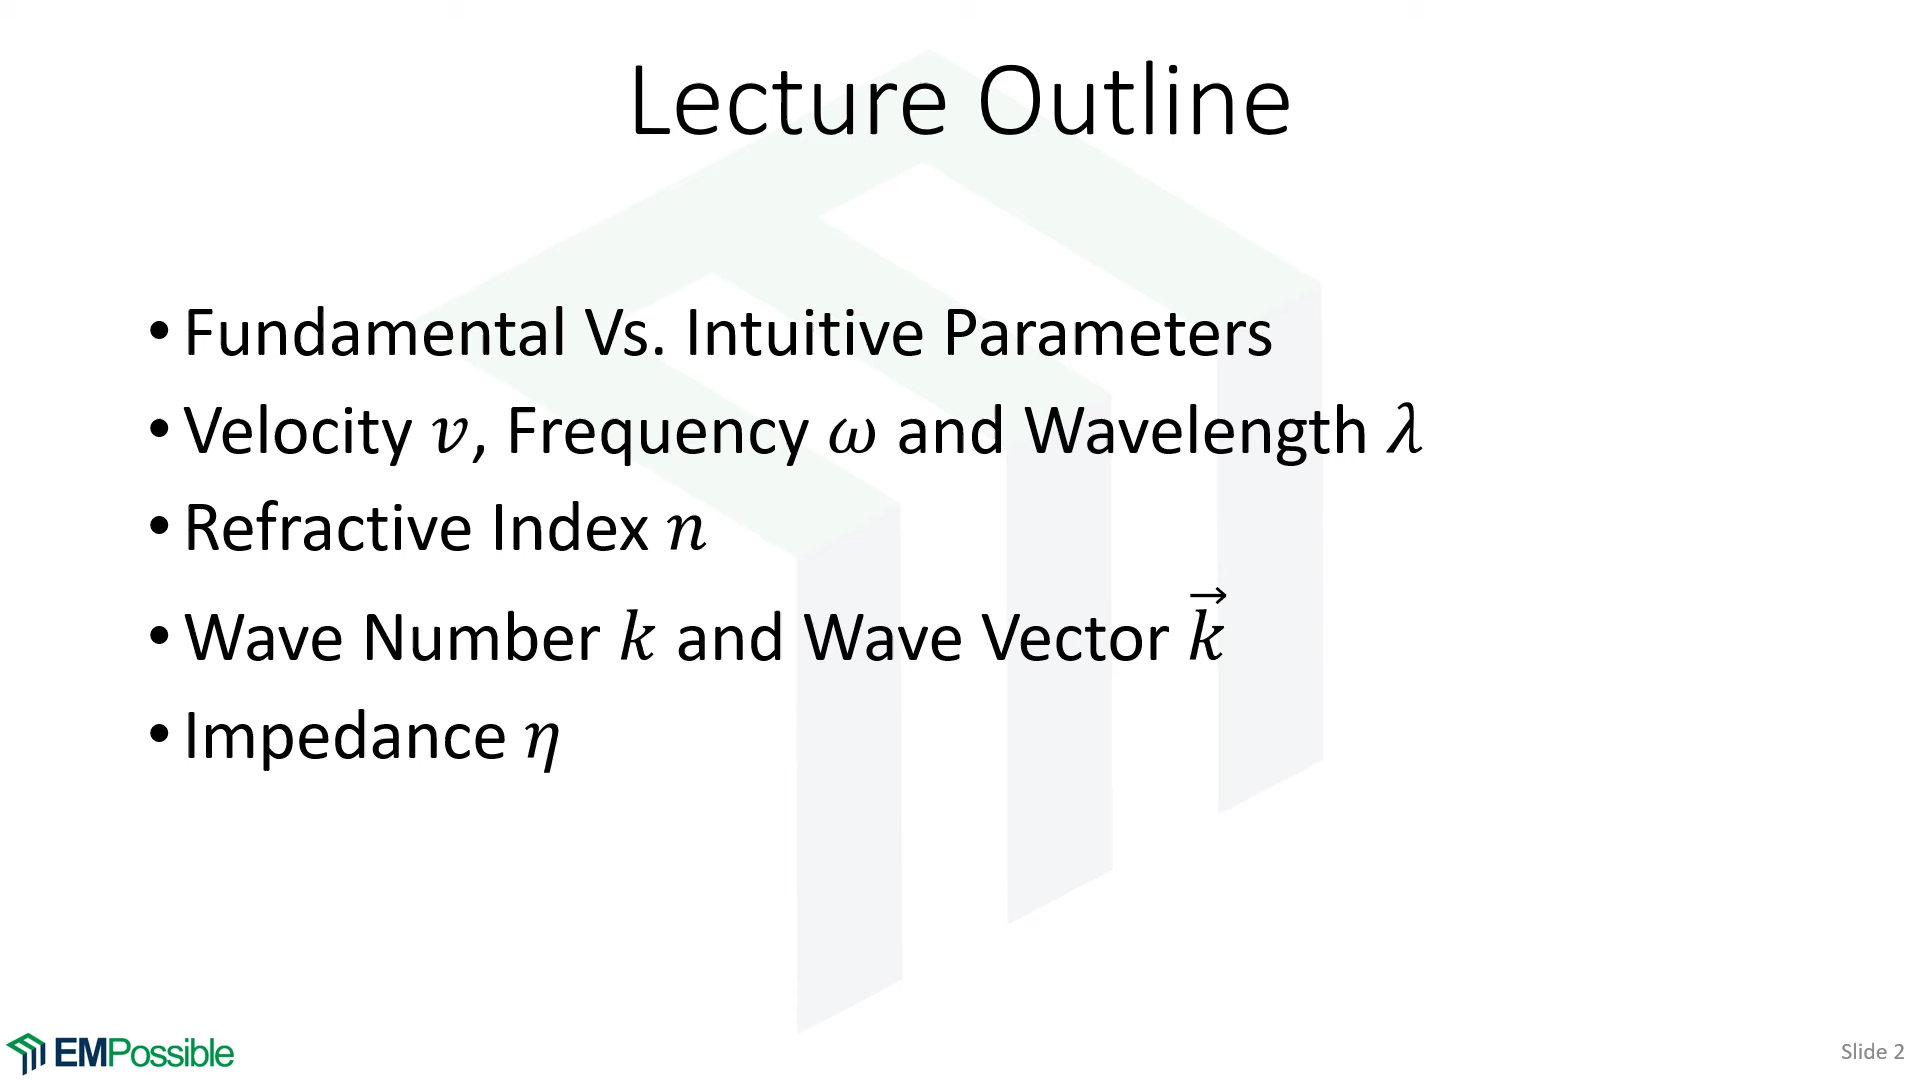 Lecture Outline
• Fundamental Vs. Intuitive Parameters
• Velocity 𝑣, Frequency 𝜔 and Wavelength 𝜆
• Refractive Index 𝑛
• Wave Number 𝑘 and Wave Vector 𝑘⃗
• Impedance 𝜂
EMPossible
Slide 2